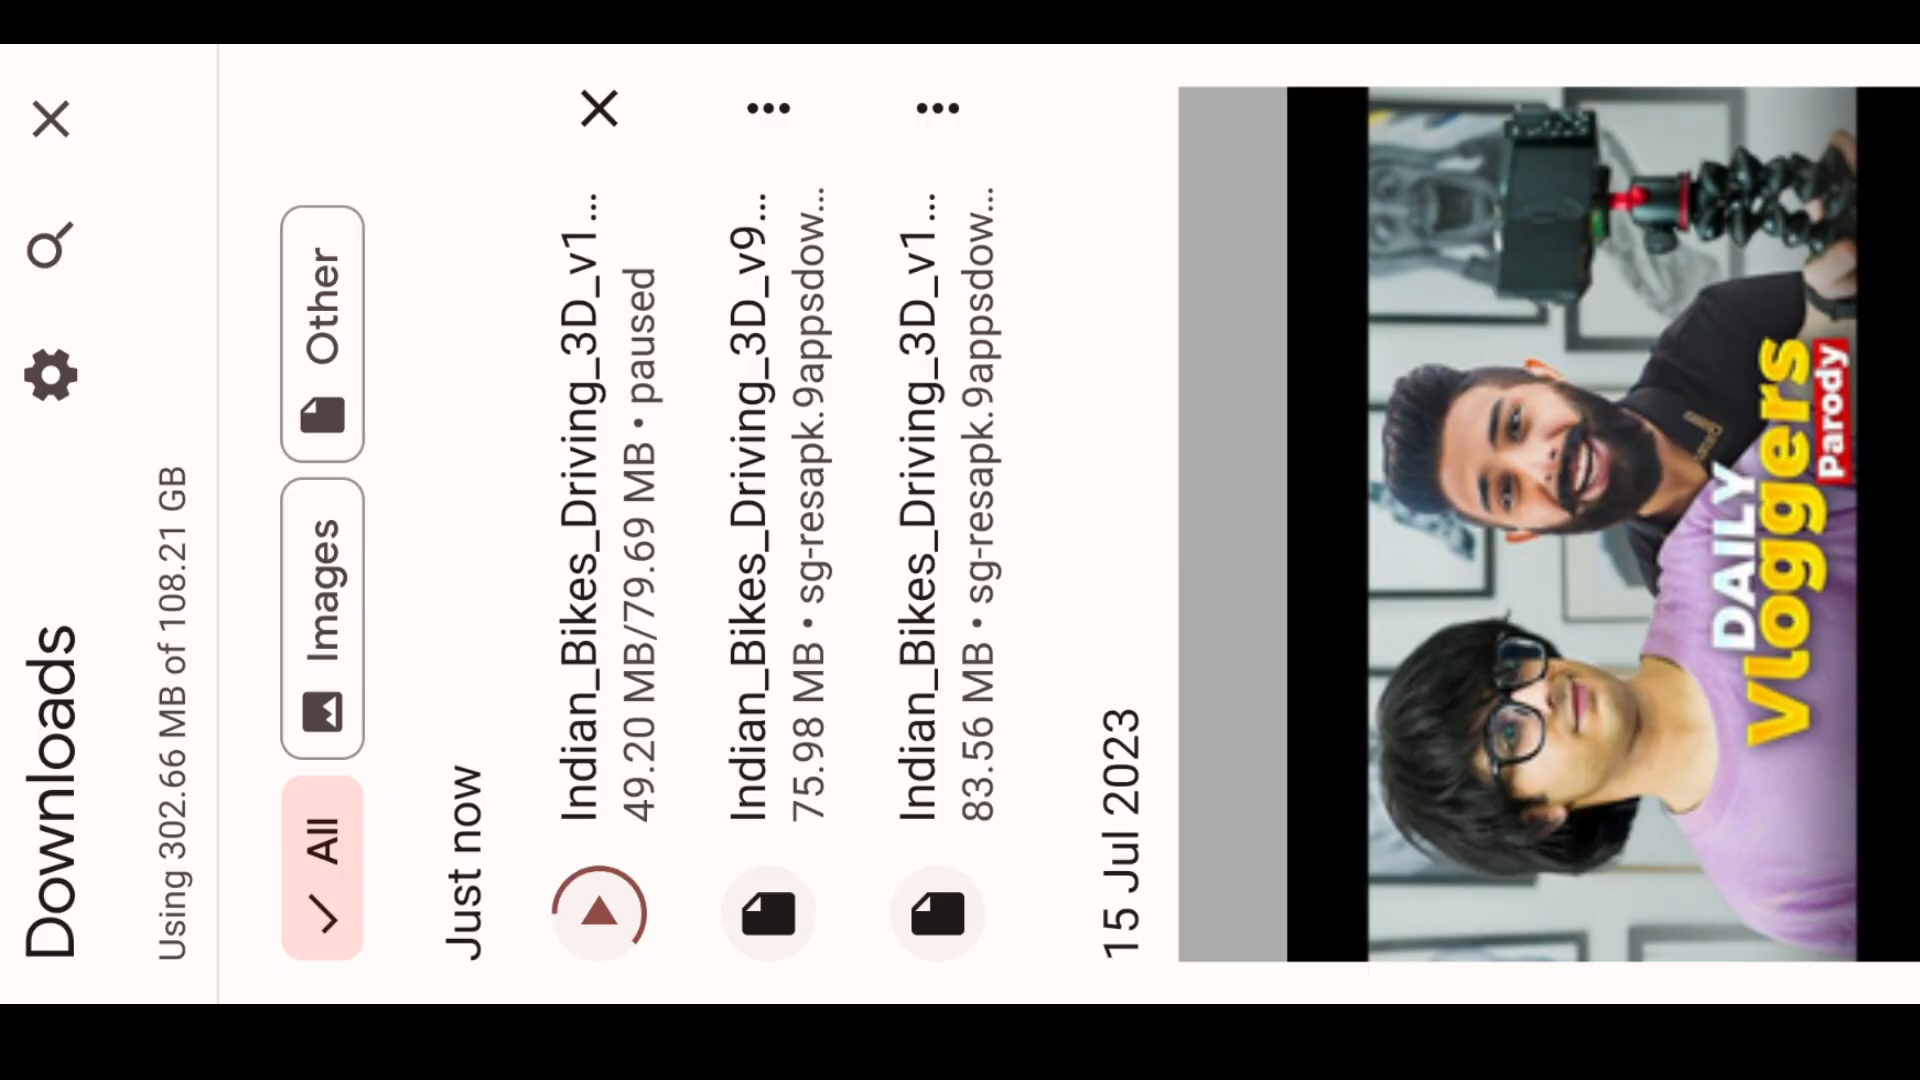 Downloads
Using 302.66 MB of 108.21 GB
All
Images
Other
Just now
Indian_Bikes_Driving_3D_v1...
49.20 MB/79.69 MB • paused
Indian_Bikes_Driving_3D_v9...
75.98 MB • sg-resapk.9appsdow...
Indian_Bikes_Driving_3D_v1...
83.56 MB • sg-resapk.9appsdow...
15 Jul 2023
DAILY
Vloggers
Parody